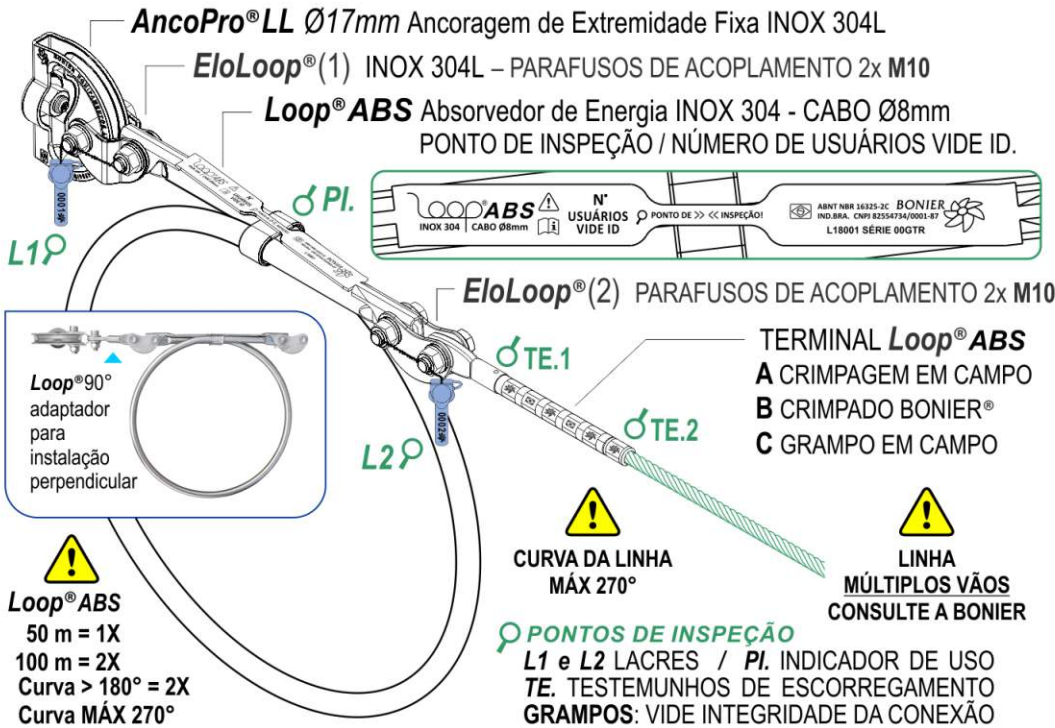 AncoPro® LL Ø17mm Ancoragem de Extremidade Fixa INOX 304L
EloLoop®(1) INOX 304L – PARAFUSOS DE ACOPLAMENTO 2x M10
Loop® ABS Absorvedor de Energia INOX 304 - CABO Ø8mm
PONTO DE INSPEÇÃO / NÚMERO DE USUÁRIOS VIDE ID.
0001#
L1
PI.
LOOP® ABS
INOX 304 | CABO Ø8mm
N°
USUÁRIOS
VIDE ID
PONTO DE >> << INSPEÇÃO!
ABNT NBR 16325-2C BONIER
IND.BRA. CNPJ 82554734/0001-87
L18001 SÉRIE 00GTR
EloLoop®(2) PARAFUSOS DE ACOPLAMENTO 2x M10
TE.1
TERMINAL Loop® ABS
A CRIMPAGEM EM CAMPO
B CRIMPADO BONIER®
C GRAMPO EM CAMPO
TE.2
0002#
L2
Loop®90°
adaptador
para
instalação
perpendicular
CURVA DA LINHA
MÁX 270°
LINHA
MÚLTIPLOS VÃOS
CONSULTE A BONIER
Loop® ABS
50 m = 1X
100 m = 2X
Curva > 180° = 2X
Curva MÁX 270°
PONTOS DE INSPEÇÃO
L1 e L2 LACRES / PI. INDICADOR DE USO
TE. TESTEMUNHOS DE ESCORREGAMENTO
GRAMPOS: VIDE INTEGRIDADE DA CONEXÃO